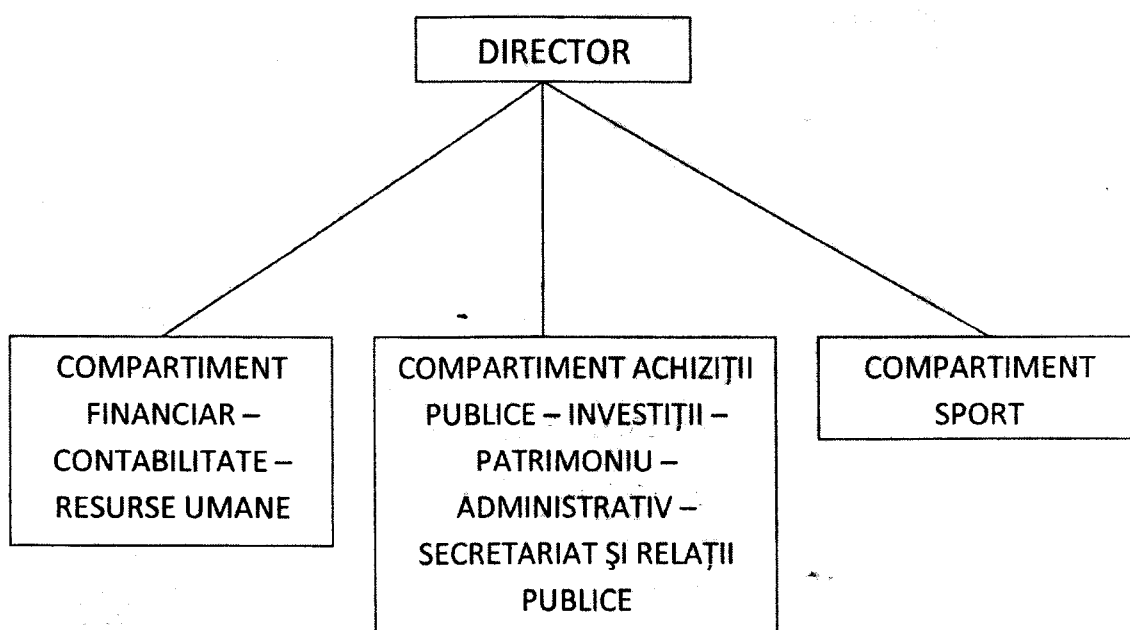 DIRECTOR
COMPARTIMENT
FINANCIAR –
CONTABILITATE –
RESURSE UMANE
COMPARTIMENT ACHIZIŢII
PUBLICE – INVESTIŢII –
PATRIMONIU –
ADMINISTRATIV –
SECRETARIAT ŞI RELAŢII
PUBLICE
COMPARTIMENT
SPORT